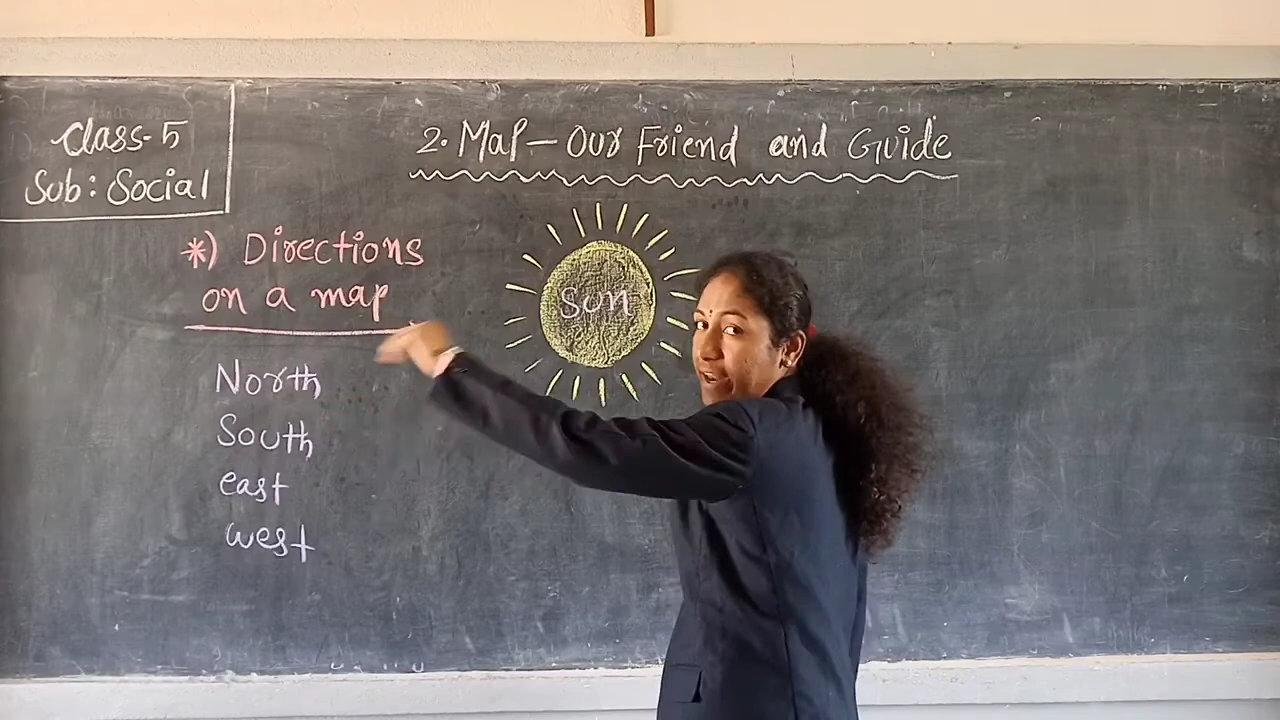 Class-5
Sub: Social
2. Map - Our Friend and Guide
*) Directions
on a map
Sun
North
South
east
west